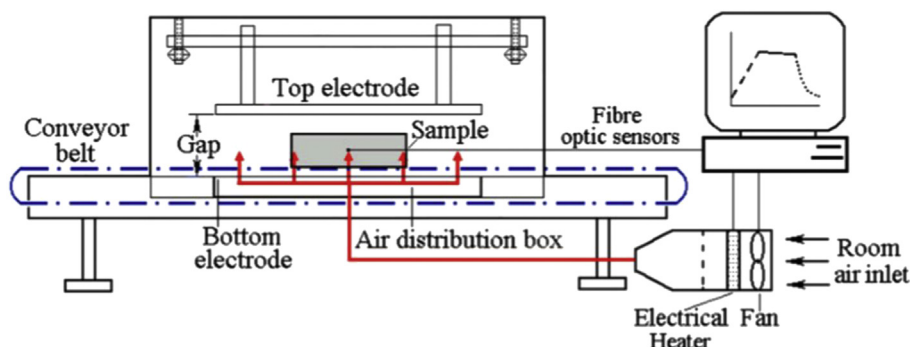 Top electrode
Fibre
optic sensors
Conveyor
belt
Gap
Sample
Bottom
electrode
Air distribution box
Room
air inlet
Electrical
Heater
Fan